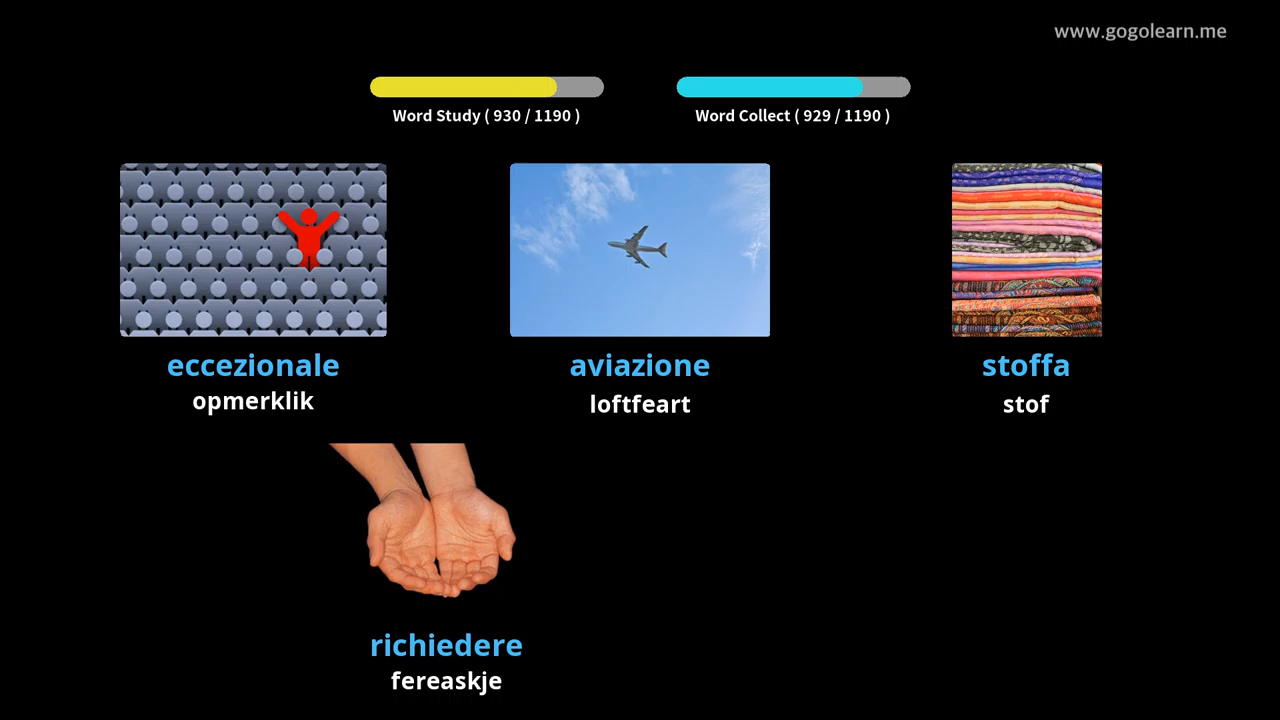 www.gogolearn.me
Word Study ( 930 / 1190 )
Word Collect ( 929 / 1190 )
eccezionale
opmerklik
aviazione
loftfeart
stoffa
stof
richiedere
fereaskje